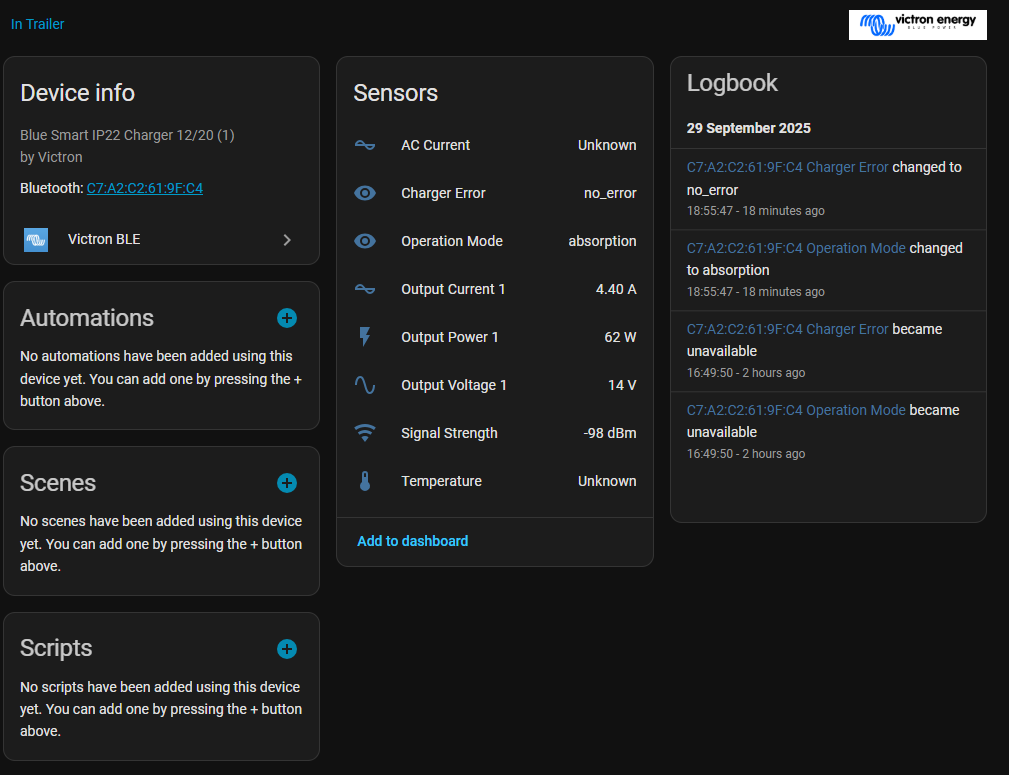 In Trailer
victron energy
BLUE POWER
Device info
Blue Smart IP22 Charger 12/20 (1)
by Victron
Bluetooth: C7:A2:C2:61:9F:C4
Victron BLE
Automations
No automations have been added using this
device yet. You can add one by pressing the +
button above.
Scenes
No scenes have been added using this device
yet. You can add one by pressing the + button
above.
Scripts
No scripts have been added using this device
yet. You can add one by pressing the + button
above.
Sensors
AC Current Unknown
Charger Error no_error
Operation Mode absorption
Output Current 1 4.40 A
Output Power 1 62 W
Output Voltage 1 14 V
Signal Strength -98 dBm
Temperature Unknown
Add to dashboard
Logbook
29 September 2025
C7:A2:C2:61:9F:C4 Charger Error changed to
no_error
18:55:47 - 18 minutes ago
C7:A2:C2:61:9F:C4 Operation Mode changed
to absorption
18:55:47 - 18 minutes ago
C7:A2:C2:61:9F:C4 Charger Error became
unavailable
16:49:50 - 2 hours ago
C7:A2:C2:61:9F:C4 Operation Mode became
unavailable
16:49:50 - 2 hours ago